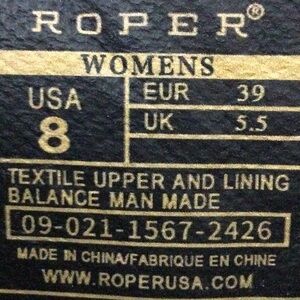 ROPER®
WOMENS
USA 8
EUR 39
UK 5.5
TEXTILE UPPER AND LINING
BALANCE MAN MADE
09-021-1567-2426
MADE IN CHINA/FABRIQUE EN CHINE
WWW.ROPERUSA.COM